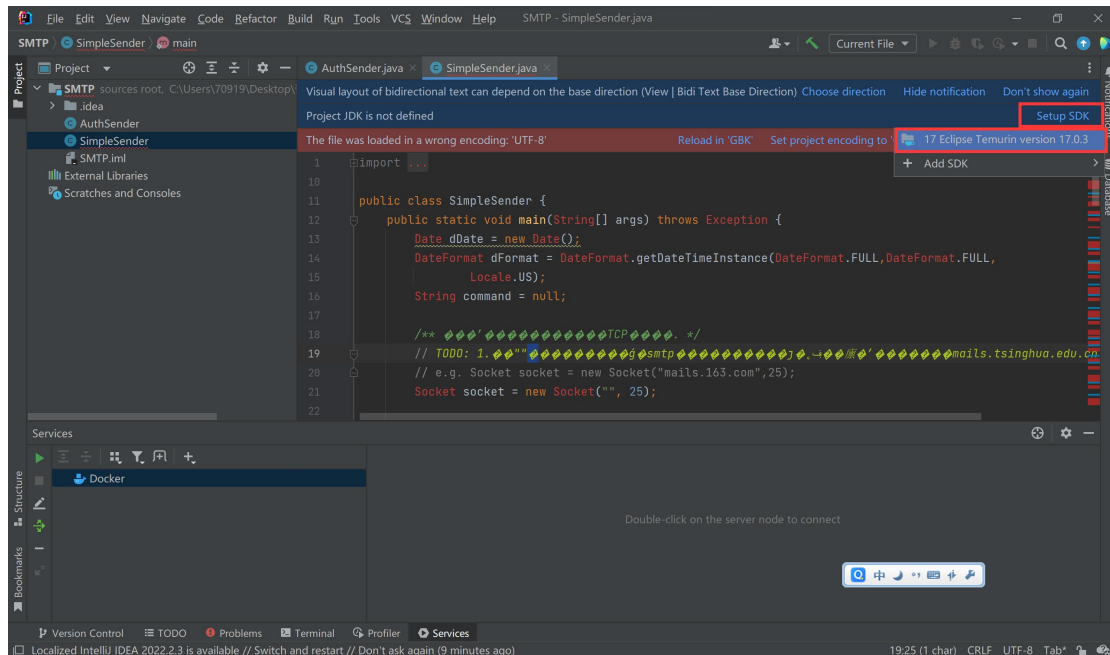 File Edit View Navigate Code Refactor Build Run Tools VCS Window Help SMTP - SimpleSender.java
SMTP SimpleSender main Current File
Project
Project AuthSender.java SimpleSender.java
SMTP sources root, C:\Users\70919\Desktop\
.idea
AuthSender
SimpleSender
SMTP.iml
External Libraries
Scratches and Consoles
Visual layout of bidirectional text can depend on the base direction (View | Bidi Text Base Direction) Choose direction Hide notification Don't show again
Project JDK is not defined Setup SDK
The file was loaded in a wrong encoding: 'UTF-8' Reload in 'GBK' Set project encoding to '
17 Eclipse Temurin version 17.0.3
+ Add SDK
Notifications
Database
1 import ...
10
11 public class SimpleSender {
12 public static void main(String[] args) throws Exception {
13 Date dDate = new Date();
14 DateFormat dFormat = DateFormat.getDateTimeInstance(DateFormat.FULL,DateFormat.FULL,
15 Locale.US);
16 String command = null;
17
18 /** ���′����������TCP����. */
19 // TODO: 1.��""��������ġ�smtp mails.tsinghua.edu.cn
20 // e.g. Socket socket = new Socket("mails.163.com",25);
21 Socket socket = new Socket("", 25);
22
Services
Docker
Double-click on the server node to connect
中
Structure
Bookmarks
Version Control TODO Problems Terminal Profiler Services
Localized IntelliJ IDEA 2022.2.3 is available // Switch and restart // Don't ask again (9 minutes ago) 19:25 (1 char) CRLF UTF-8 Tab*